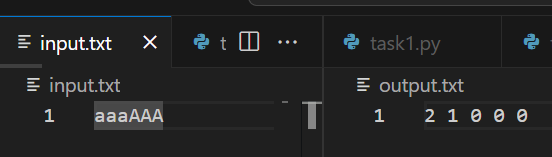 input.txt
t
task1.py
input.txt
output.txt
1 aaaAAA
1 2 1 0 0 0